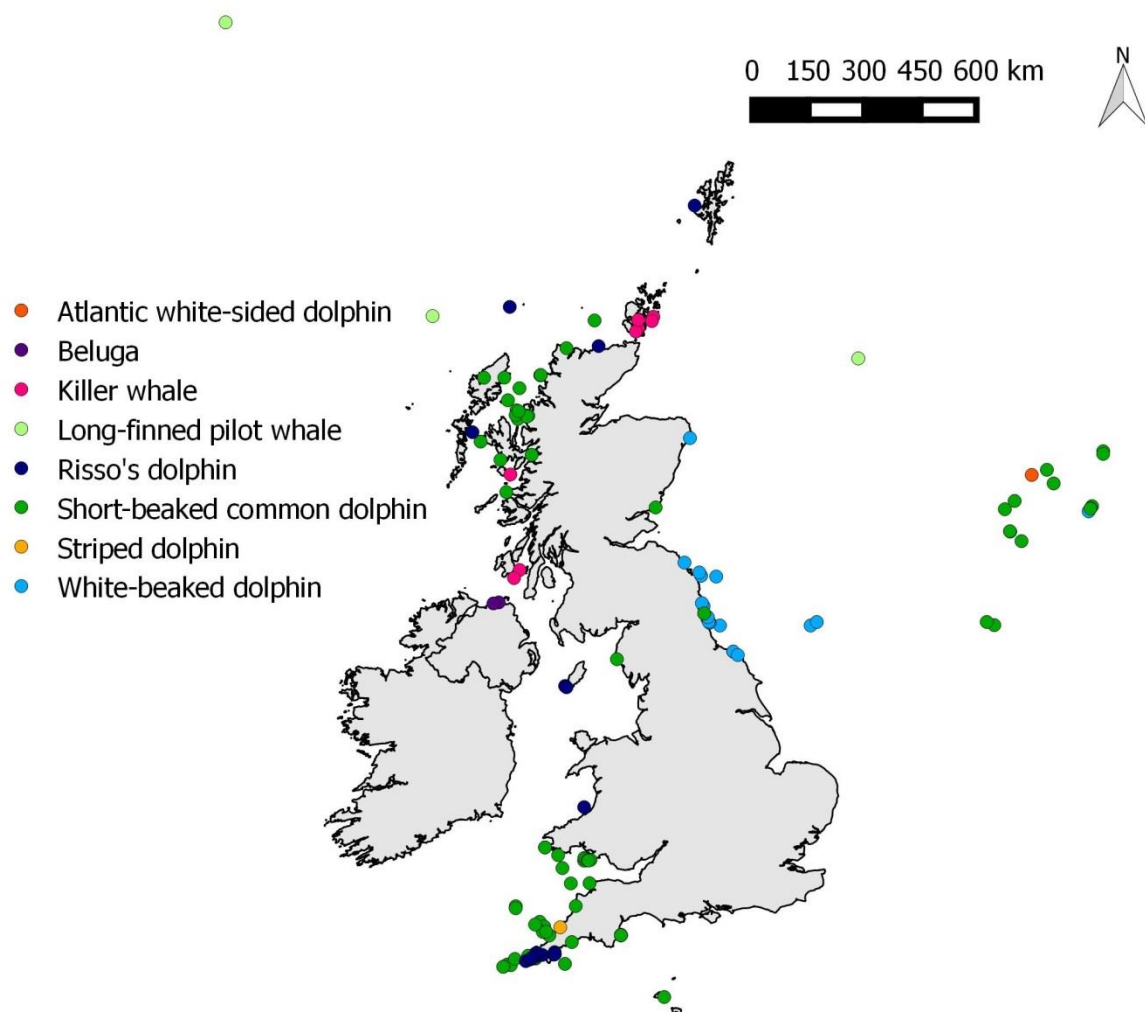 N
0 150 300 450 600 km
Atlantic white-sided dolphin
Beluga
Killer whale
Long-finned pilot whale
Risso's dolphin
Short-beaked common dolphin
Striped dolphin
White-beaked dolphin